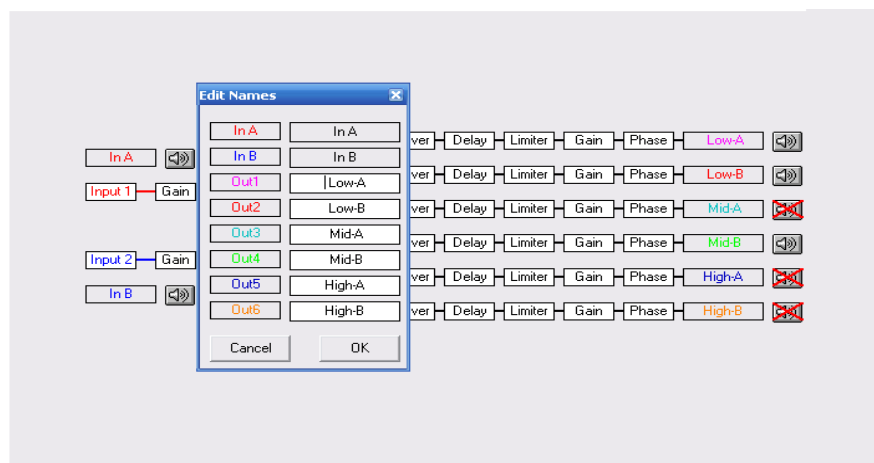 Edit Names
In A In A
In B In B
Out1 Low-A
Out2 Low-B
Out3 Mid-A
Out4 Mid-B
Out5 High-A
Out6 High-B
Cancel OK
In A
Input 1 Gain
Input 2 Gain
In B
ver Delay Limiter Gain Phase Low-A
ver Delay Limiter Gain Phase Low-B
ver Delay Limiter Gain Phase Mid-A
ver Delay Limiter Gain Phase Mid-B
ver Delay Limiter Gain Phase High-A
ver Delay Limiter Gain Phase High-B